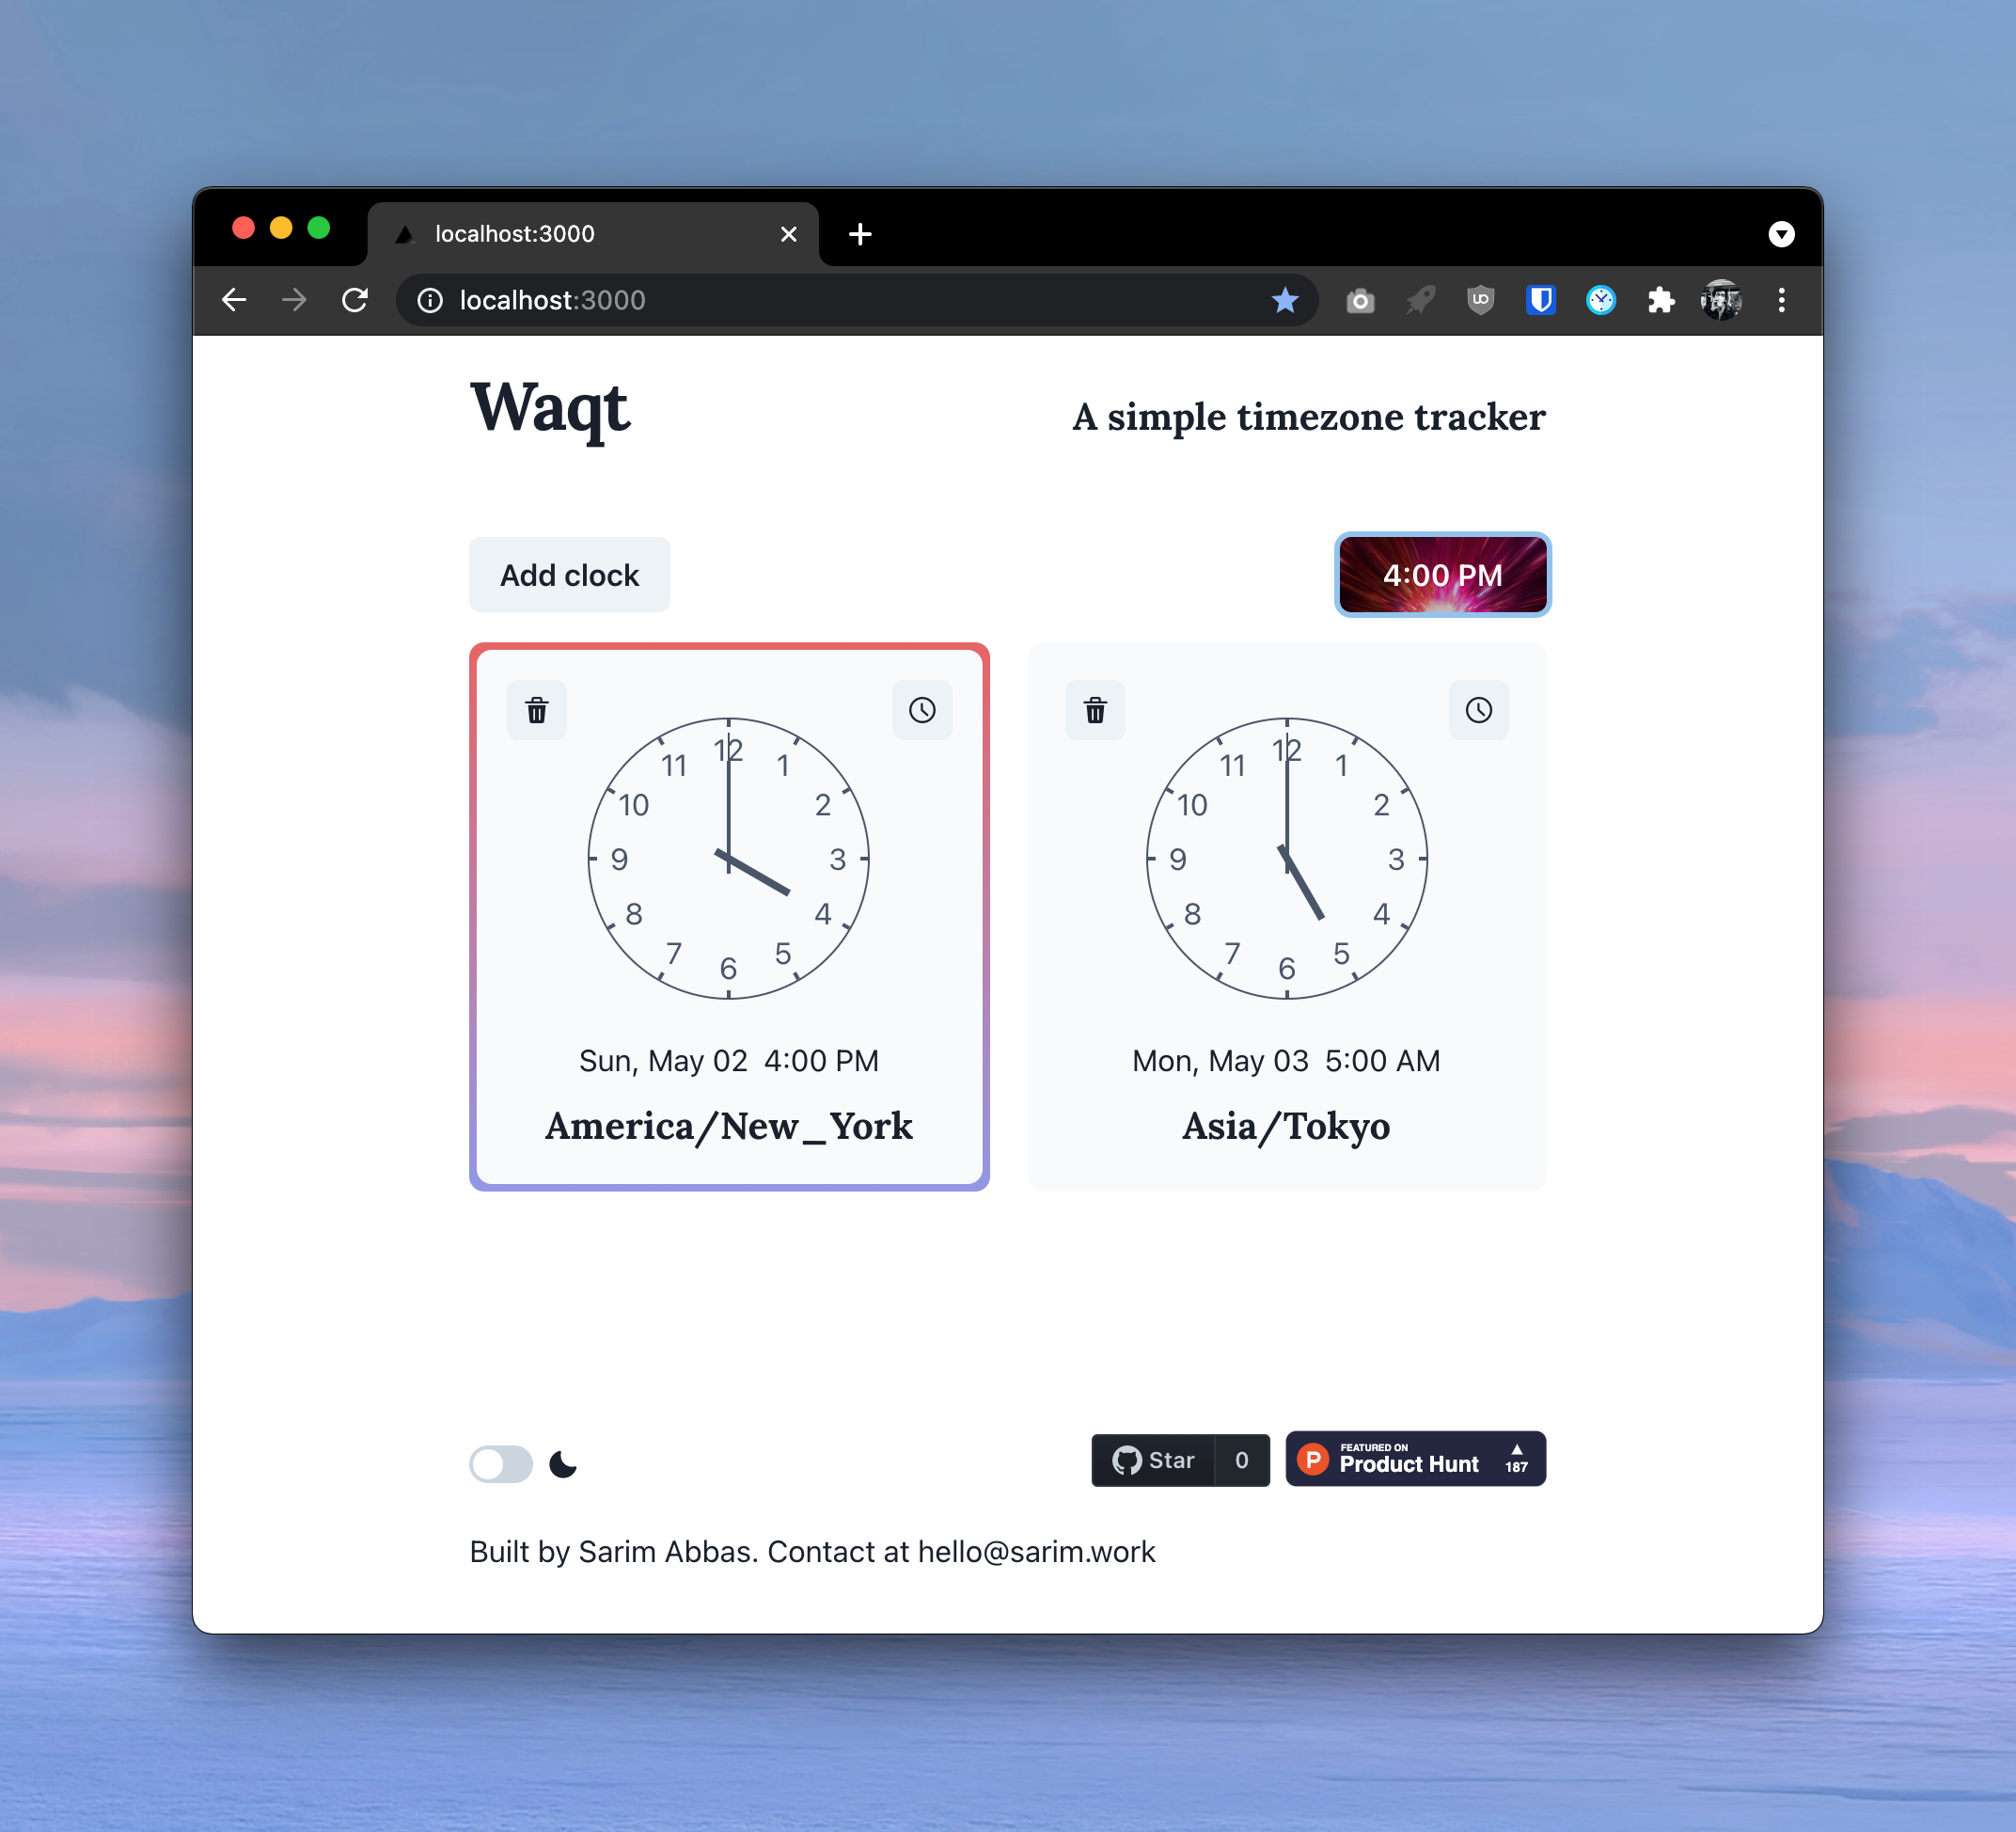 localhost:3000
localhost:3000
Waqt
A simple timezone tracker
Add clock
4:00 PM
12
11
1
10
2
9
3
8
4
7
5
6
Sun, May 02 4:00 PM
America/New_York
12
11
1
10
2
9
3
8
4
7
5
6
Mon, May 03 5:00 AM
Asia/Tokyo
Star 0
FEATURED ON
Product Hunt
187
Built by Sarim Abbas. Contact at hello@sarim.work